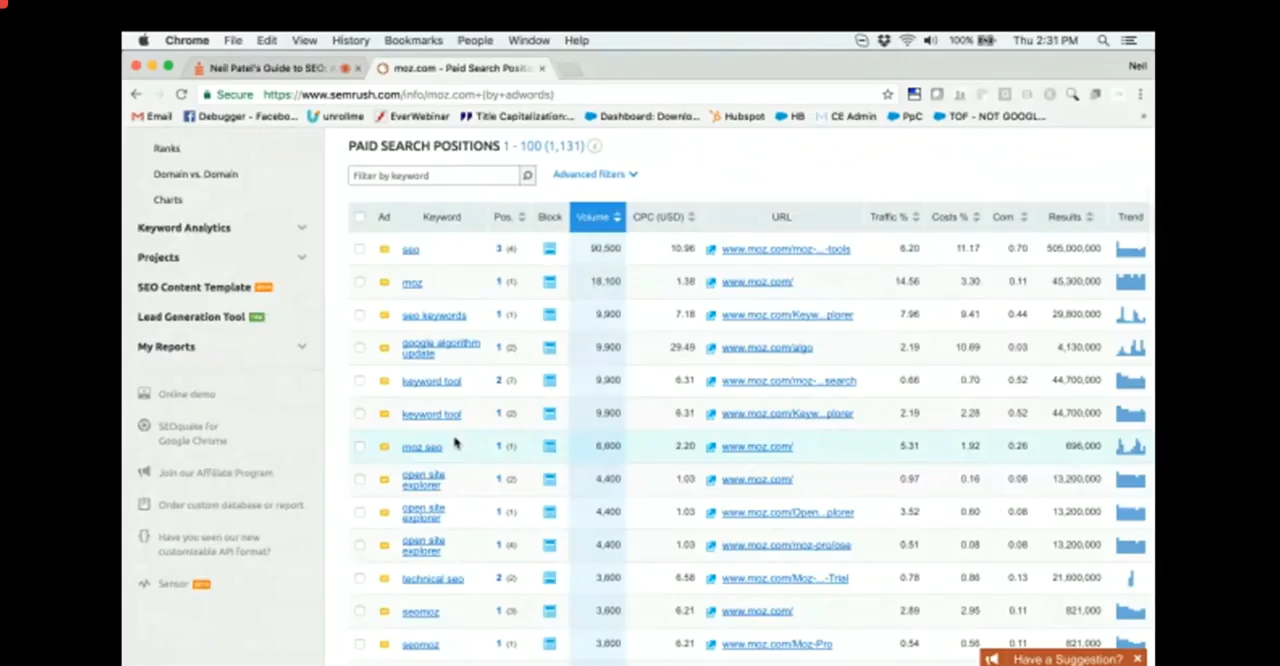 Chrome File Edit View History Bookmarks People Window Help 100% Thu 2:31 PM
Neil Patel's Guide to SEO: moz.com - Paid Search Positi Neil
Secure https://www.semrush.com/info/moz.com+(by+adwords)
Email Debugger - Facebo... unrollme EverWebinar Title Capitalization:... Dashboard: Downlo... Hubspot HB CE Admin PpC TOF - NOT GOOGL...
Ranks
Domain vs. Domain
Charts
Keyword Analytics
Projects
SEO Content Template
Lead Generation Tool
My Reports
Online demo
SEOquake for
Google Chrome
Join our Affiliate Program
Order custom database or report
Have you seen our new
customizable API format?
Sensor
PAID SEARCH POSITIONS 1 - 100 (1,131)
Filter by keyword Advanced filters
Ad Keyword Pos. Block Volume CPC (USD) URL Traffic % Costs % Com. Results Trend
seo 3 (4) 90,500 10.96 www.moz.com/moz-...-tools 6.20 11.17 0.70 505,000,000
moz 1 (1) 18,100 1.38 www.moz.com/ 14.56 3.30 0.11 45,300,000
seo keywords 1 (1) 9,900 7.18 www.moz.com/Keyw...plorer 7.96 9.41 0.44 29,800,000
google algorithm
update 1 (2) 9,900 29.49 www.moz.com/algo 2.19 10.69 0.03 4,130,000
keyword tool 2 (7) 9,900 6.31 www.moz.com/moz-...search 0.66 0.70 0.52 44,700,000
keyword tool 1 (2) 9,900 6.31 www.moz.com/Keyw...plorer 2.19 2.28 0.52 44,700,000
moz seo 1 (1) 6,600 2.20 www.moz.com/ 5.31 1.92 0.26 696,000
open site
explorer 1 (2) 4,400 1.03 www.moz.com/ 0.97 0.16 0.08 13,200,000
open site
explorer 1 (1) 4,400 1.03 www.moz.com/Open...plorer 3.52 0.60 0.08 13,200,000
open site
explorer 1 (4) 4,400 1.03 www.moz.com/moz-pro/ose 0.51 0.08 0.08 13,200,000
technical seo 2 (2) 3,600 6.58 www.moz.com/Moz-...-Trial 0.78 0.86 0.13 21,600,000
seomoz 1 (3) 3,600 6.21 www.moz.com/ 2.89 2.95 0.11 821,000
seomoz 1 (1) 3,600 6.21 www.moz.com/Moz-Pro 0.54 0.56 0.11 821,000
Have a Suggestion?